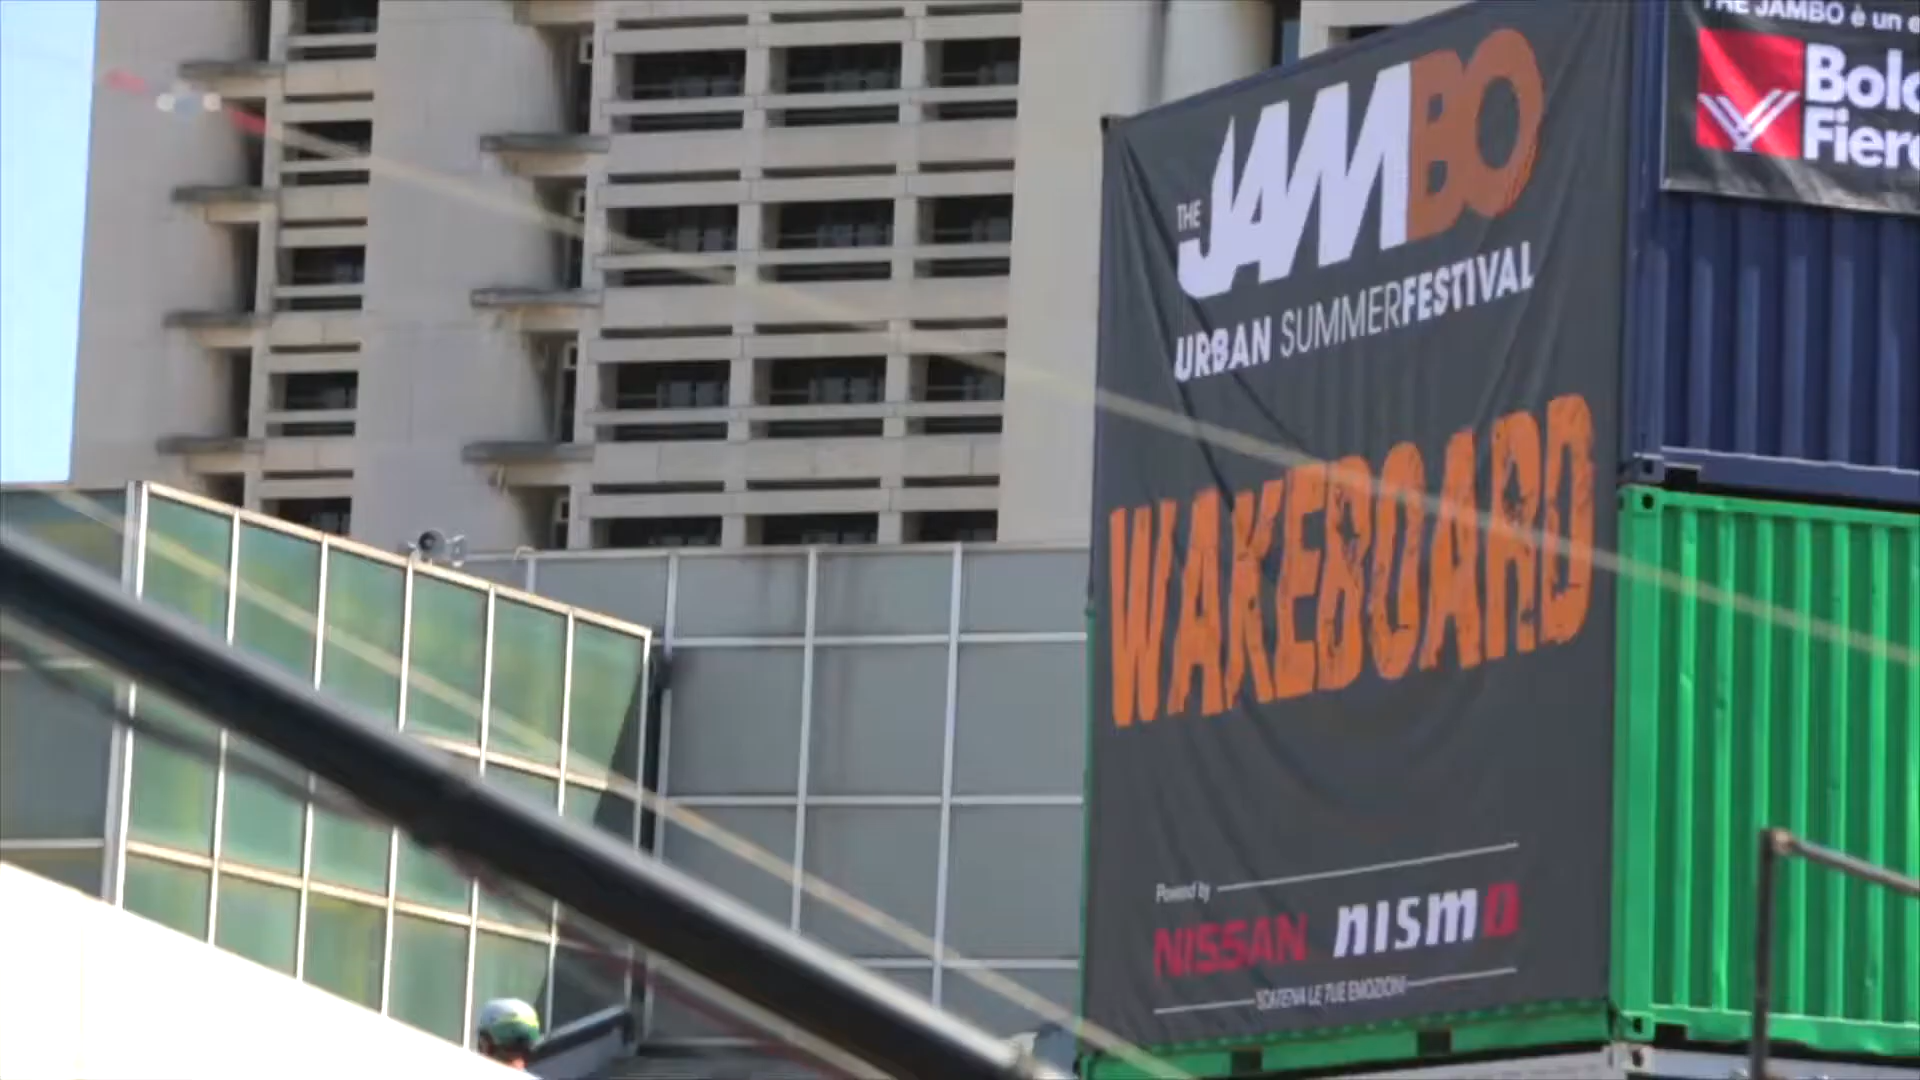 THE JAMBO
URBAN SUMMERFESTIVAL
WAKEBOARD
Powered by
NISSAN nismo
SCATENA LE TUE EMOZIONI
THE JAMBO è un e
Bolo
Fiere